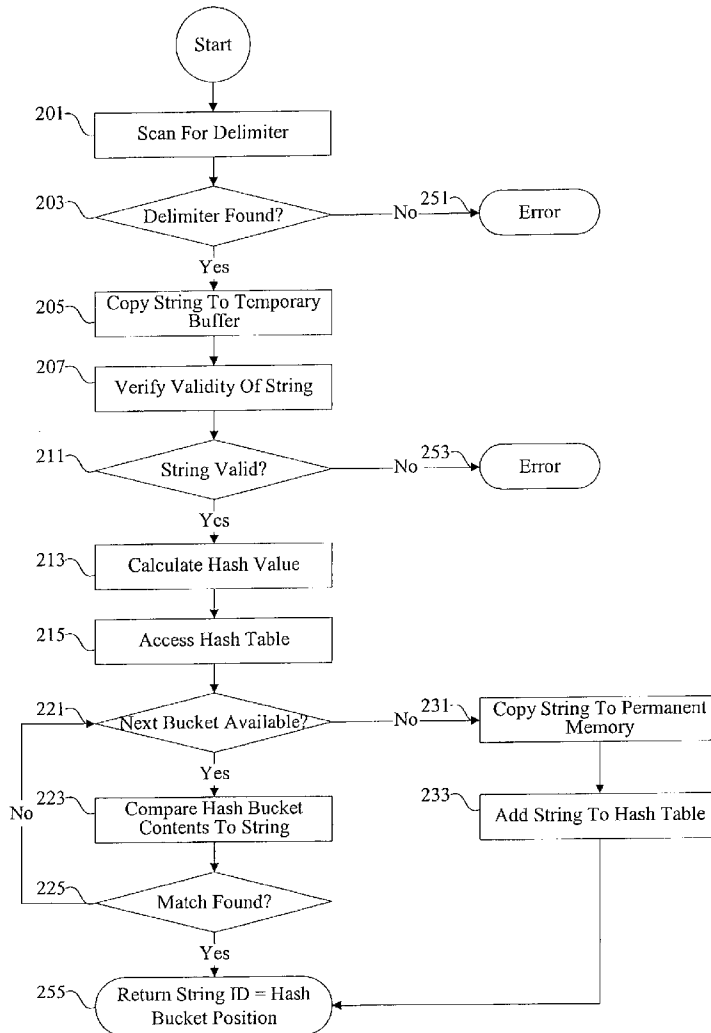 Start
201
Scan For Delimiter
203
Delimiter Found?
No
251
Error
Yes
205
Copy String To Temporary
Buffer
207
Verify Validity Of String
211
String Valid?
No
253
Error
Yes
213
Calculate Hash Value
215
Access Hash Table
221
Next Bucket Available?
No
231
Copy String To Permanent
Memory
Yes
No
223
Compare Hash Bucket
Contents To String
233
Add String To Hash Table
225
Match Found?
Yes
255
Return String ID = Hash
Bucket Position